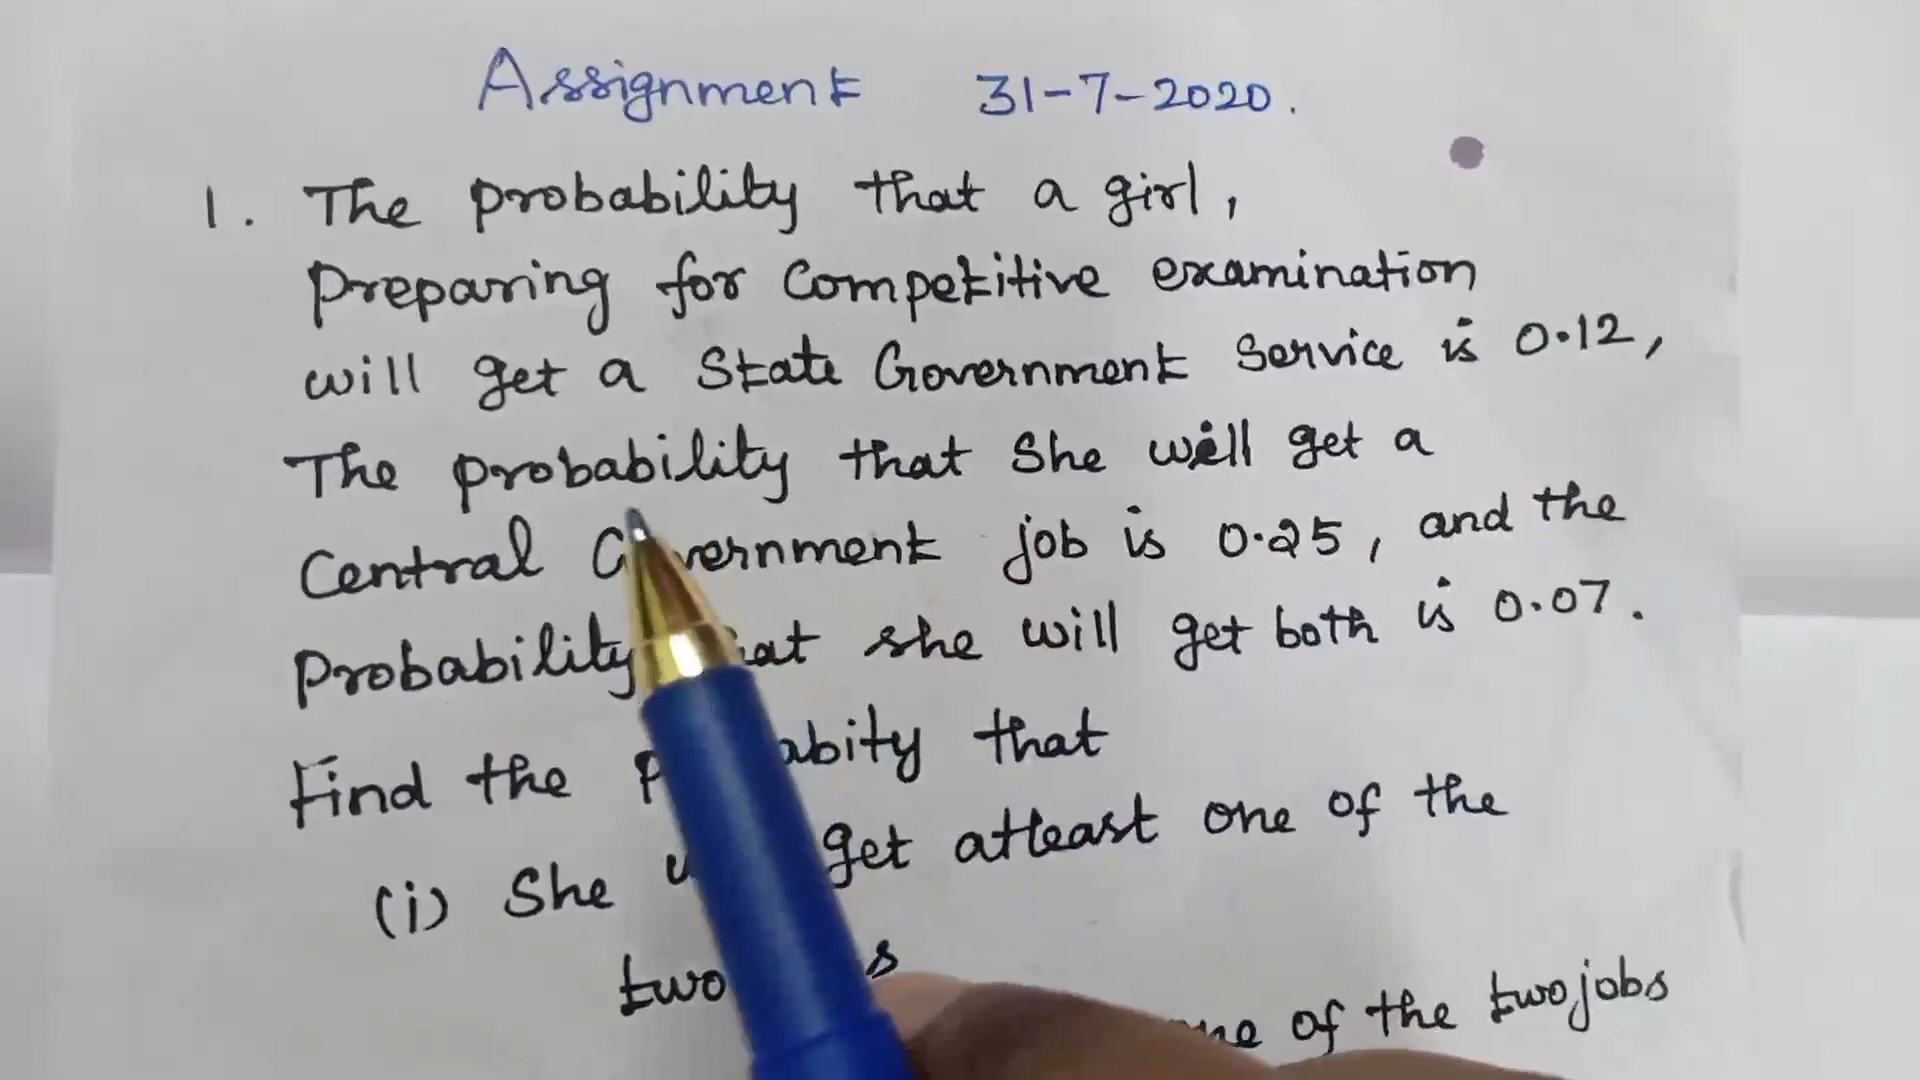 Assignment 31-7-2020.
1. The probability that a girl,
preparing for Competitive examination
will get a State Government Service is 0.12,
The probability that She will get a
Central G vernment job is 0.25, and the
Probability at she will get both is 0.07.
Find the P abity that
(i) She w get atleast one of the
two s
ne of the two jobs